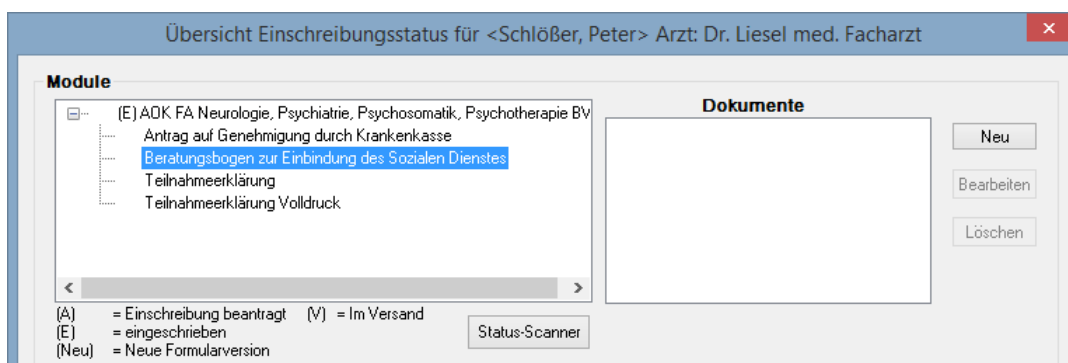 Übersicht Einschreibungsstatus für <Schlößer, Peter> Arzt: Dr. Liesel med. Facharzt
x
Module
(E) AOK FA Neurologie, Psychiatrie, Psychosomatik, Psychotherapie BV
Antrag auf Genehmigung durch Krankenkasse
Beratungsbogen zur Einbindung des Sozialen Dienstes
Teilnahmeerklärung
Teilnahmeerklärung Volldruck
Dokumente
Neu
Bearbeiten
Löschen
(A) = Einschreibung beantragt (V) = Im Versand
(E) = eingeschrieben
(Neu) = Neue Formularversion
Status-Scanner